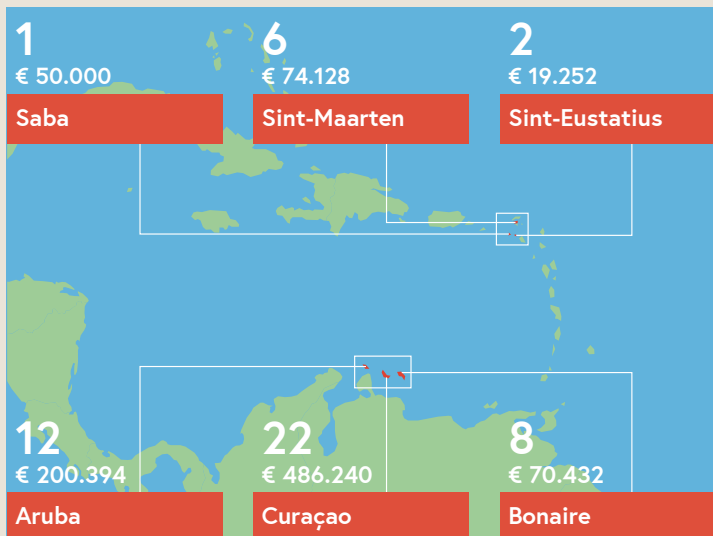 1
€ 50.000
Saba
6
€ 74.128
Sint-Maarten
2
€ 19.252
Sint-Eustatius
12
€ 200.394
Aruba
22
€ 486.240
Curaçao
8
€ 70.432
Bonaire